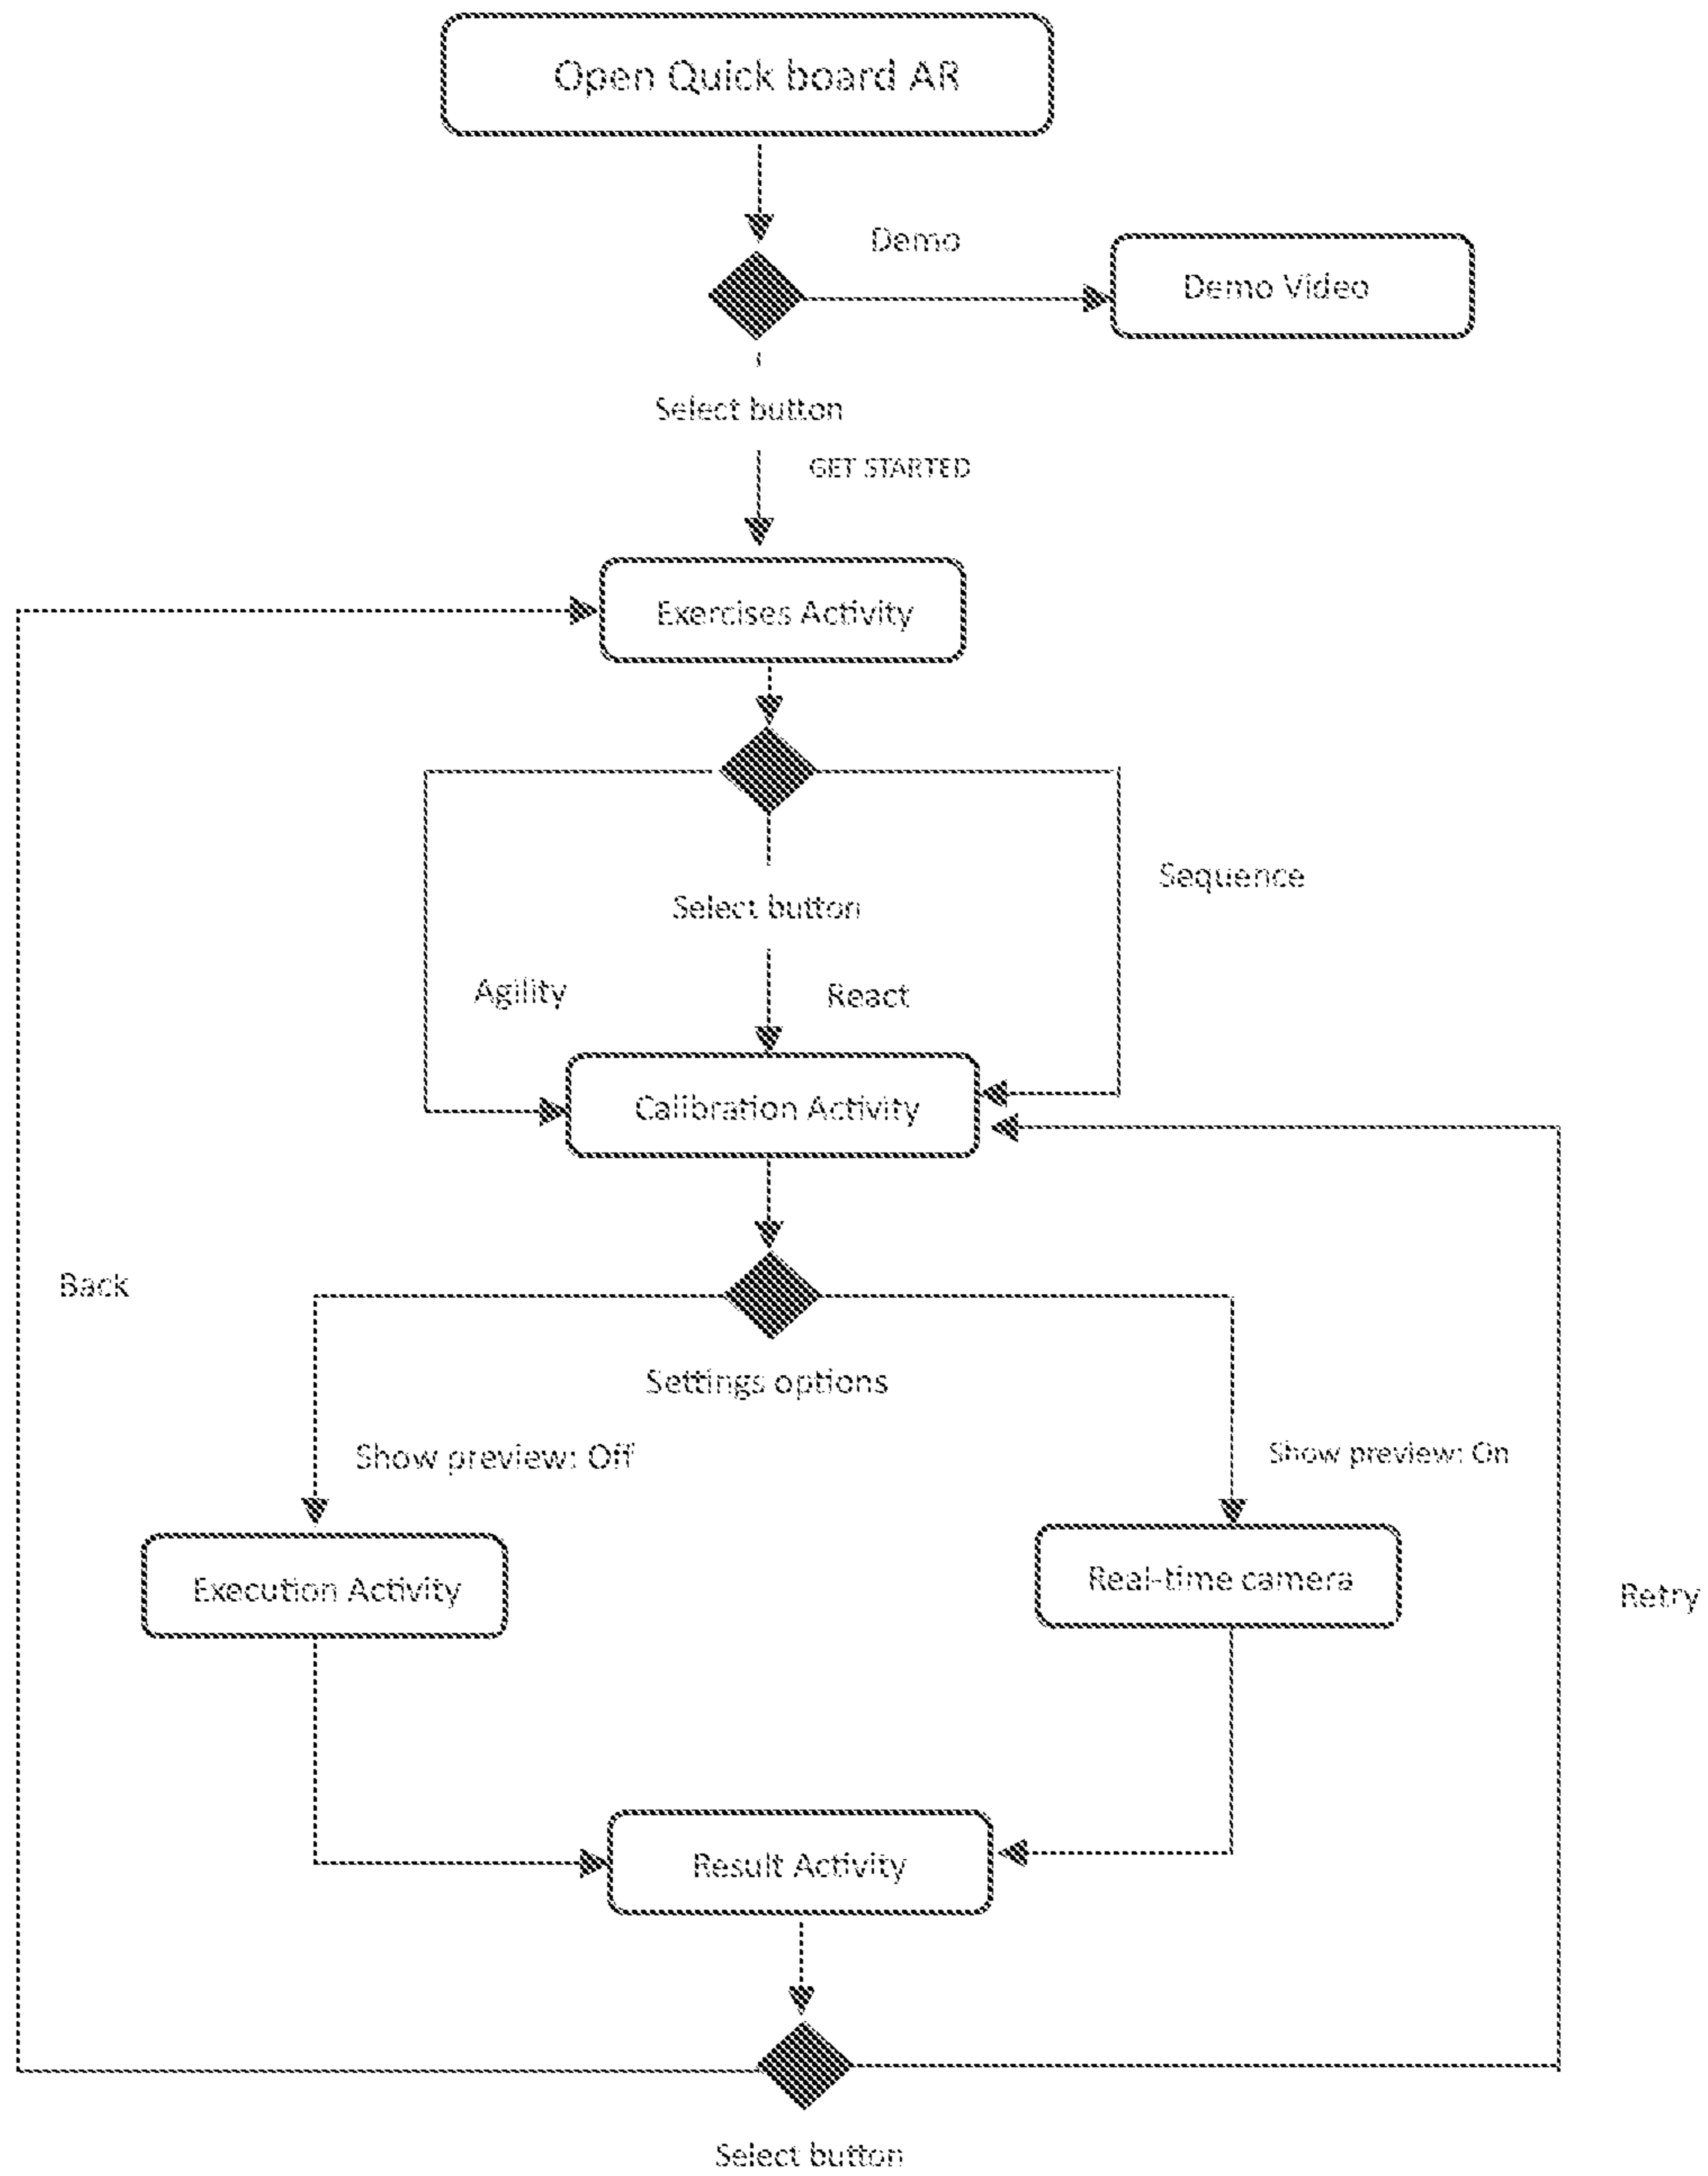 Open Quick board AR
Demo
Demo Video
Select button
GET STARTED
Exercises Activity
Sequence
Select button
Agility
React
Calibration Activity
Back
Settings options
Show preview: Off
Show preview: On
Execution Activity
Real-time camera
Retry
Result Activity
Select button